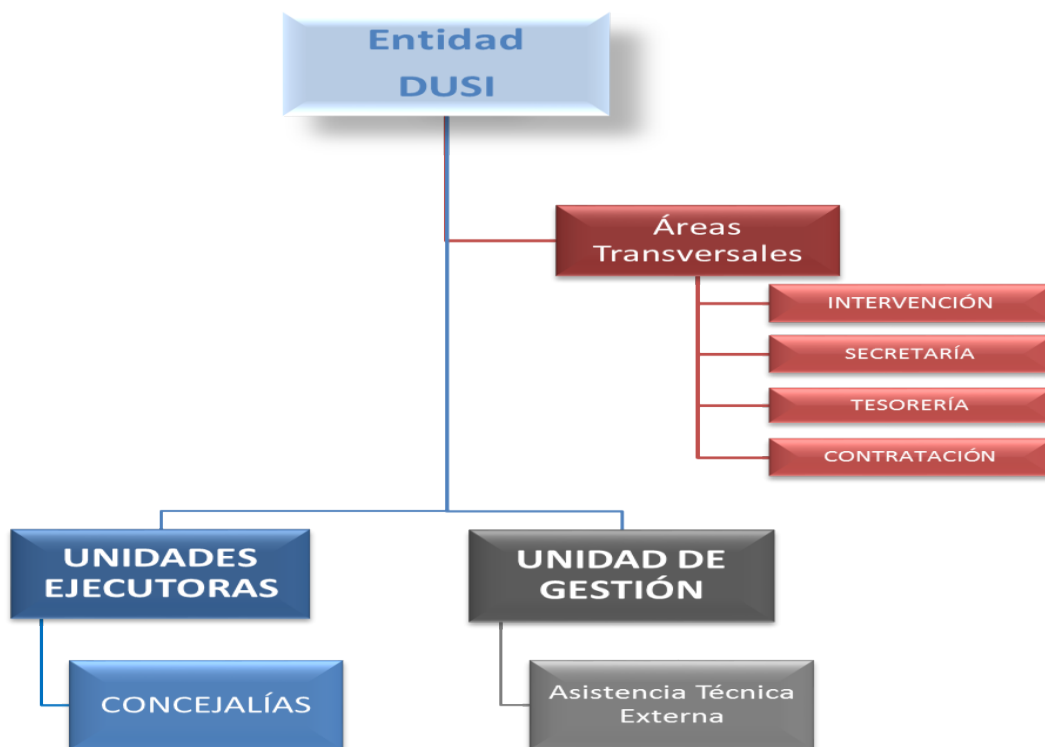 Entidad
DUSI
Áreas
Transversales
INTERVENCIÓN
SECRETARÍA
TESORERÍA
CONTRATACIÓN
UNIDADES
EJECUTORAS
UNIDAD DE
GESTIÓN
CONCEJALÍAS
Asistencia Técnica
Externa